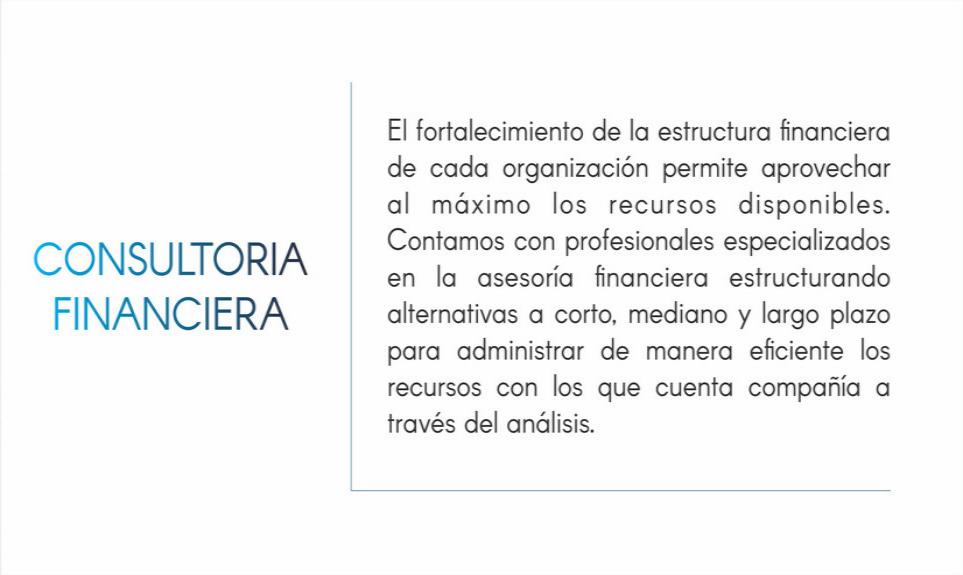 CONSULTORIA
FINANCIERA
El fortalecimiento de la estructura financiera
de cada organización permite aprovechar
al máximo los recursos disponibles.
Contamos con profesionales especializados
en la asesoría financiera estructurando
alternativas a corto, mediano y largo plazo
para administrar de manera eficiente los
recursos con los que cuenta compañía a
través del análisis.